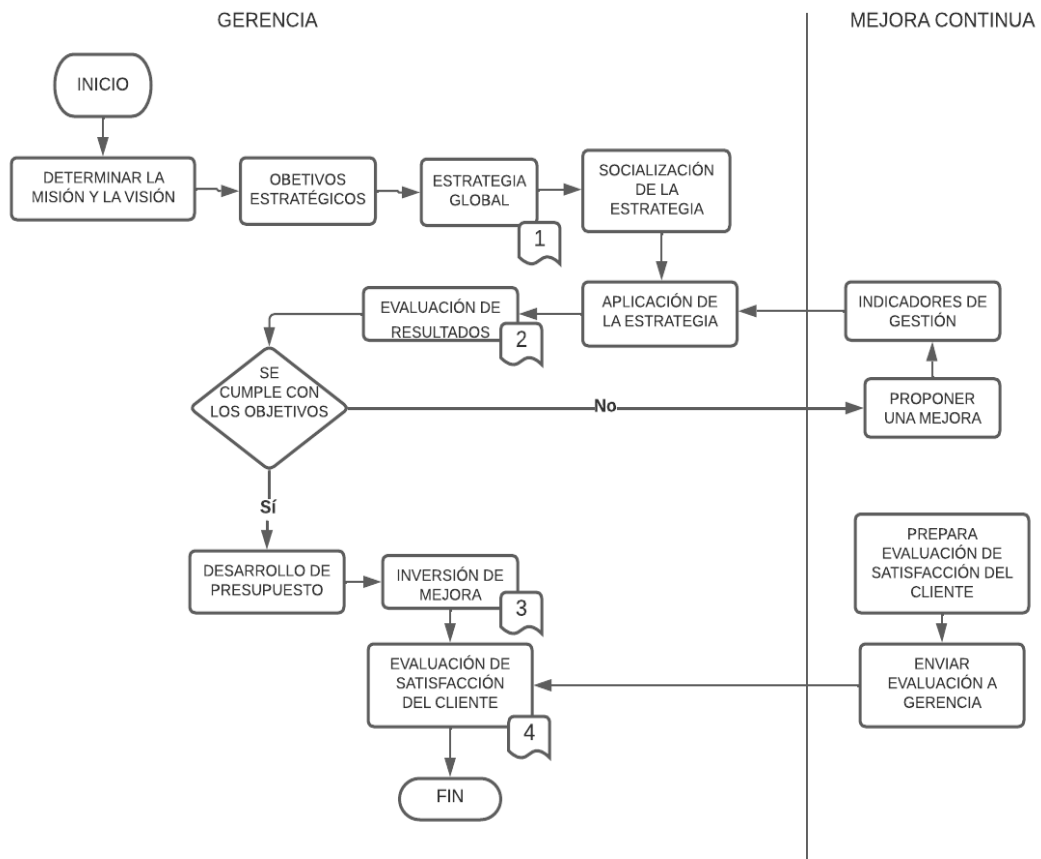 GERENCIA
MEJORA CONTINUA
INICIO
DETERMINAR LA
MISIÓN Y LA VISIÓN
OBETIVOS
ESTRATÉGICOS
ESTRATEGIA
GLOBAL
1
SOCIALIZACIÓN
DE LA
ESTRATEGIA
EVALUACIÓN DE
RESULTADOS
2
APLICACIÓN DE
LA ESTRATEGIA
INDICADORES DE
GESTIÓN
SE
CUMPLE CON
LOS OBJETIVOS
No
PROPONER
UNA MEJORA
Sí
DESARROLLO DE
PRESUPUESTO
INVERSIÓN DE
MEJORA
3
PREPARA
EVALUACIÓN DE
SATISFACCIÓN DEL
CLIENTE
EVALUACIÓN DE
SATISFACCIÓN
DEL CLIENTE
4
ENVIAR
EVALUACIÓN A
GERENCIA
FIN